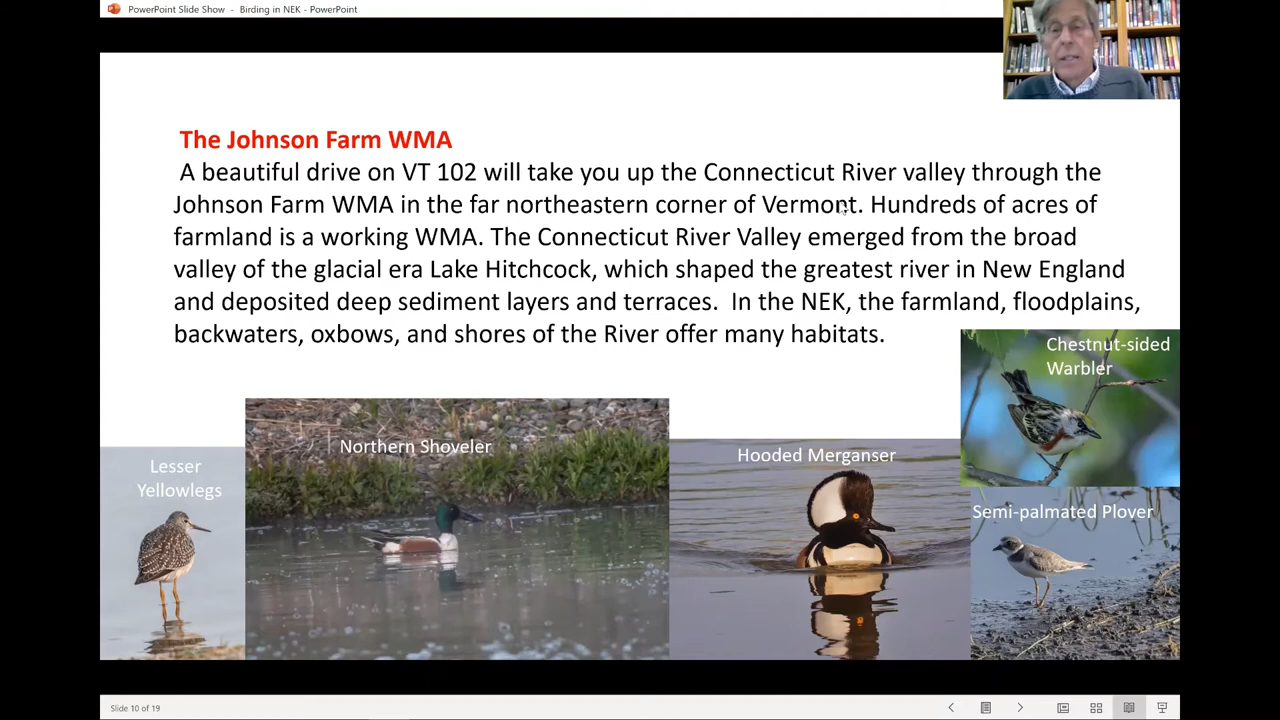 PowerPoint Slide Show - Birding in NEK - PowerPoint
The Johnson Farm WMA
A beautiful drive on VT 102 will take you up the Connecticut River valley through the
Johnson Farm WMA in the far northeastern corner of Vermont. Hundreds of acres of
farmland is a working WMA. The Connecticut River Valley emerged from the broad
valley of the glacial era Lake Hitchcock, which shaped the greatest river in New England
and deposited deep sediment layers and terraces. In the NEK, the farmland, floodplains,
backwaters, oxbows, and shores of the River offer many habitats.
Chestnut-sided
Warbler
Northern Shoveler
Hooded Merganser
Lesser
Yellowlegs
Semi-palmated Plover
Slide 10 of 19